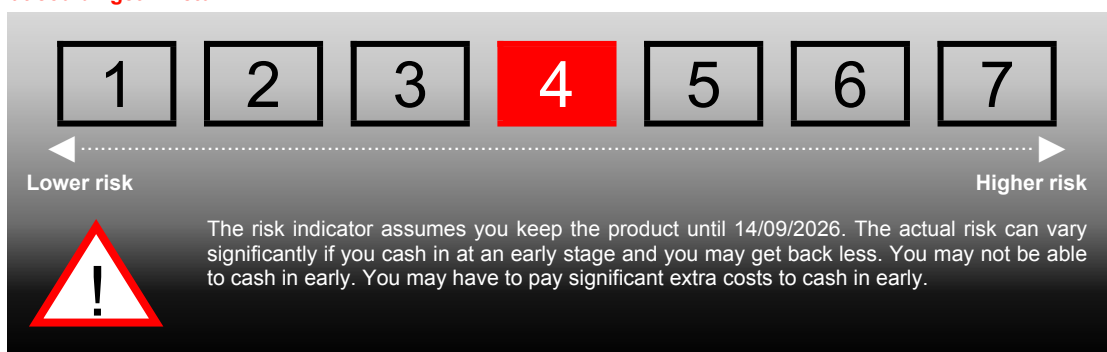 1 2 3 4 5 6 7
Lower risk
Higher risk
!
The risk indicator assumes you keep the product until 14/09/2026. The actual risk can vary
significantly if you cash in at an early stage and you may get back less. You may not be able
to cash in early. You may have to pay significant extra costs to cash in early.